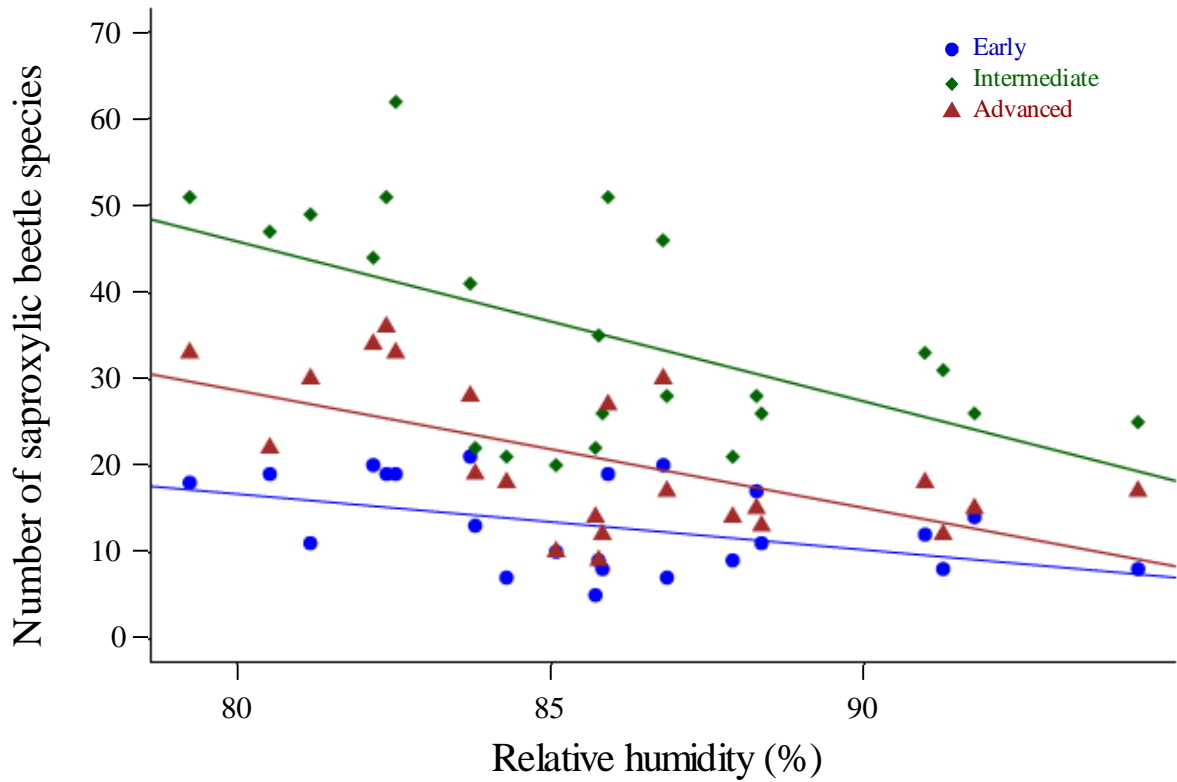 70
60
50
40
30
20
10
0
Number of saproxylic beetle species
Early
Intermediate
Advanced
80 85 90
Relative humidity (%)